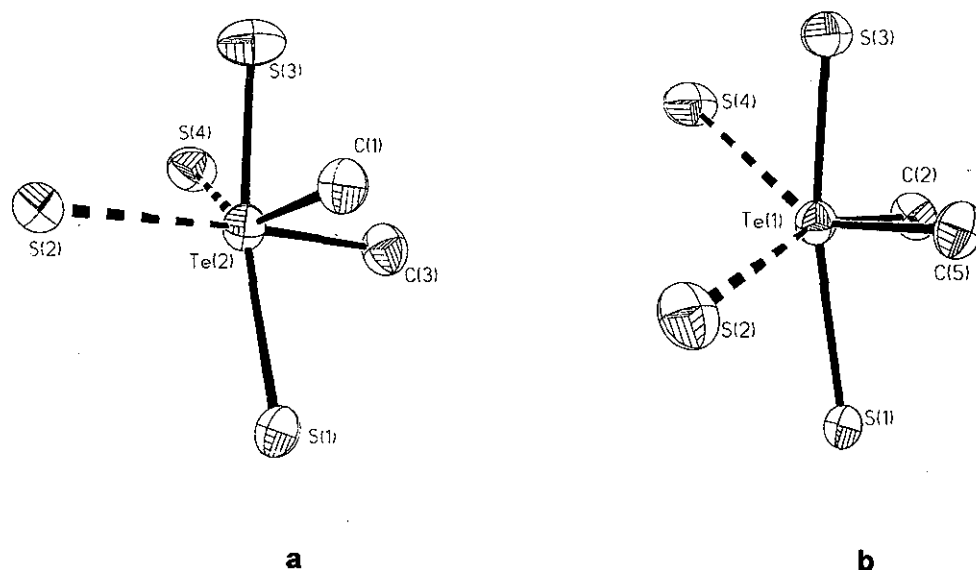 S(3)
S(4)
C(1)
S(2)
Te(2)
C(3)
S(1)
a
S(3)
S(4)
C(2)
Te(1)
C(5)
S(2)
S(1)
b